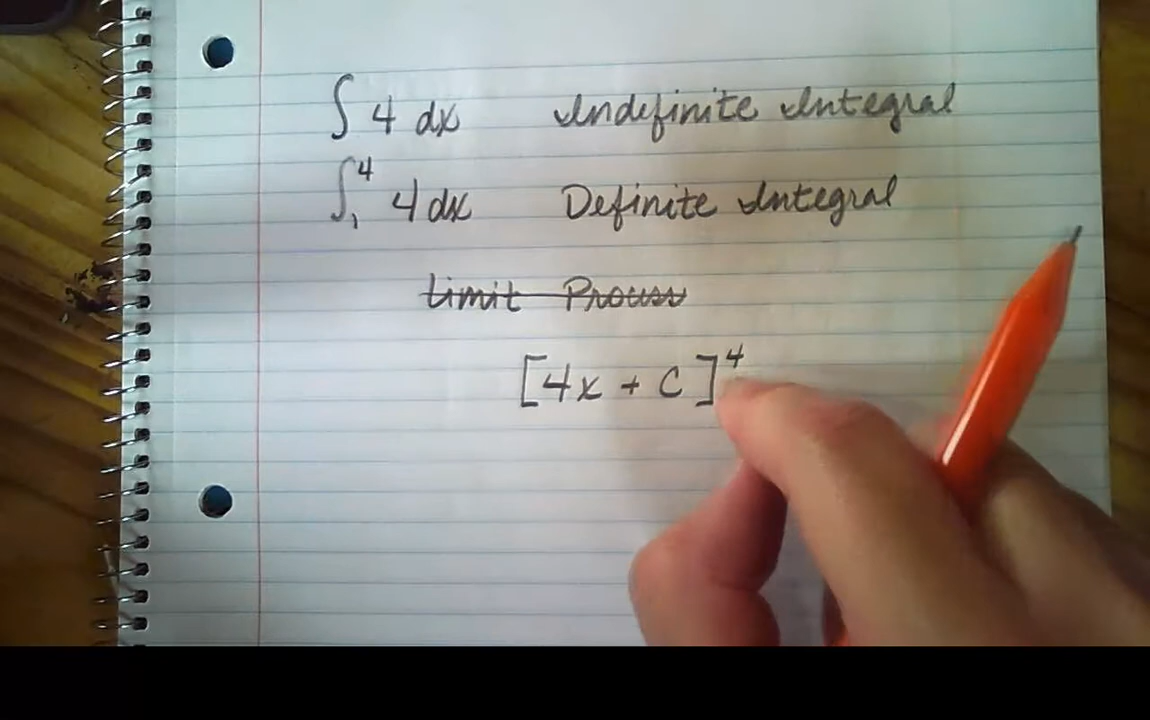 ∫ 4 dx Indefinite Integral
∫₁⁴ 4 dx Definite Integral
Limit Process
[4x + C]⁴